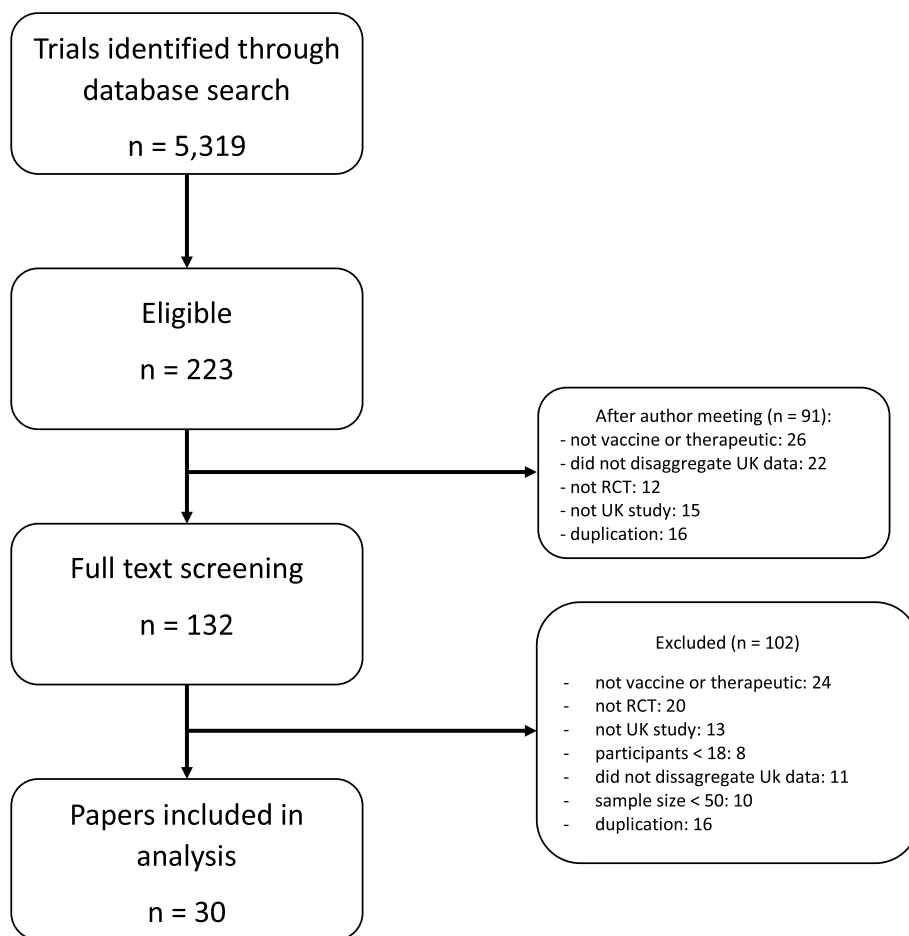 Trials identified through
database search
n = 5,319
Eligible
n = 223
After author meeting (n = 91):
- not vaccine or therapeutic: 26
- did not disaggregate UK data: 22
- not RCT: 12
- not UK study: 15
- duplication: 16
Full text screening
n = 132
Excluded (n = 102)
- not vaccine or therapeutic: 24
- not RCT: 20
- not UK study: 13
- participants < 18: 8
- did not dissagregate Uk data: 11
- sample size < 50: 10
- duplication: 16
Papers included in
analysis
n = 30